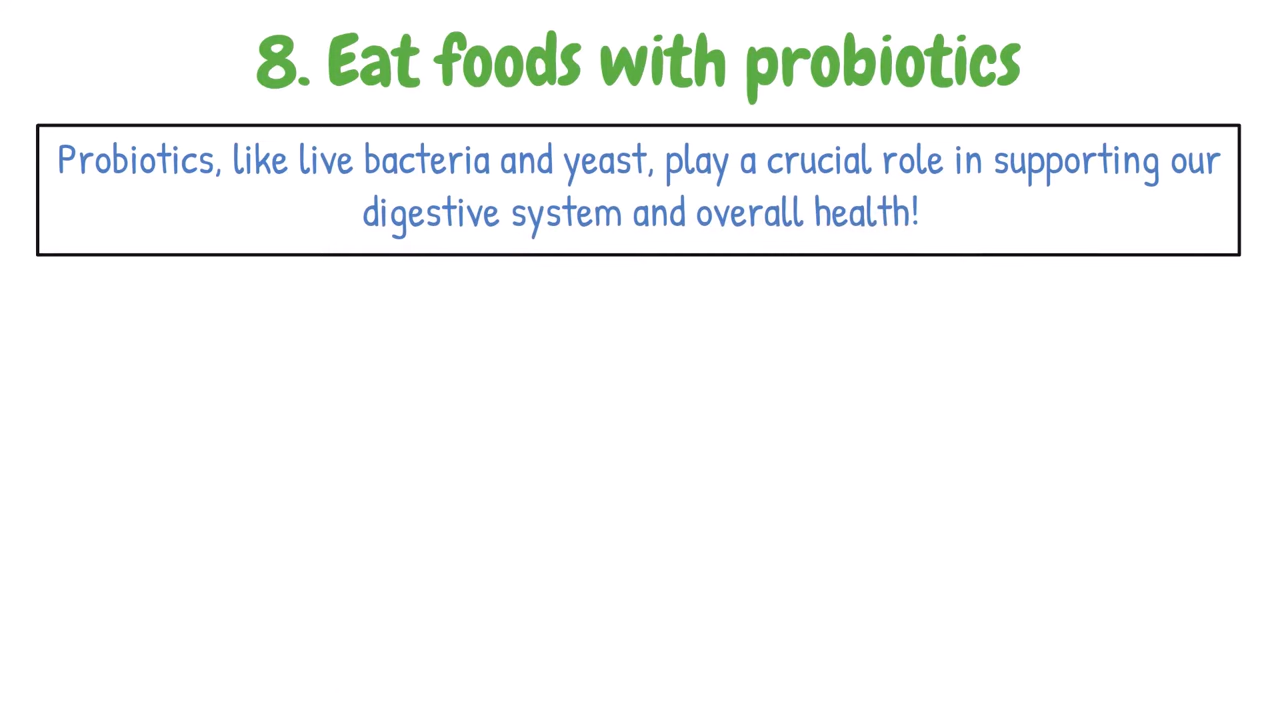 8. Eat foods with probiotics
Probiotics, like live bacteria and yeast, play a crucial role in supporting our
digestive system and overall health!